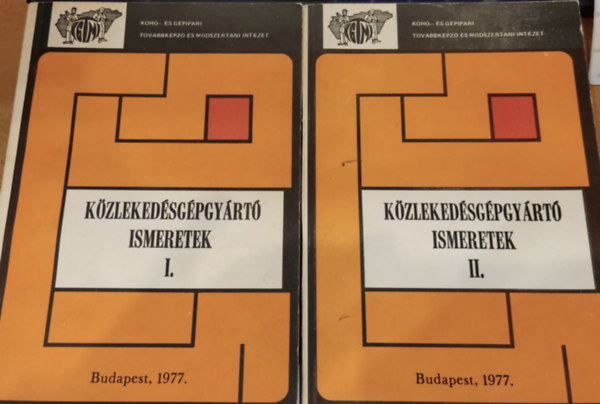 KOHÓ- ÉS GÉPIPARI
TOVÁBBKÉPZŐ ÉS MÓDSZERTANI INTÉZET
KÖZLEKEDÉSGÉPGYÁRTÓ
ISMERETEK
I.
Budapest, 1977.
KOHÓ- ÉS GÉPIPARI
TOVÁBBKÉPZŐ ÉS MÓDSZERTANI INTÉZET
KÖZLEKEDÉSGÉPGYÁRTÓ
ISMERETEK
II.
Budapest, 1977.